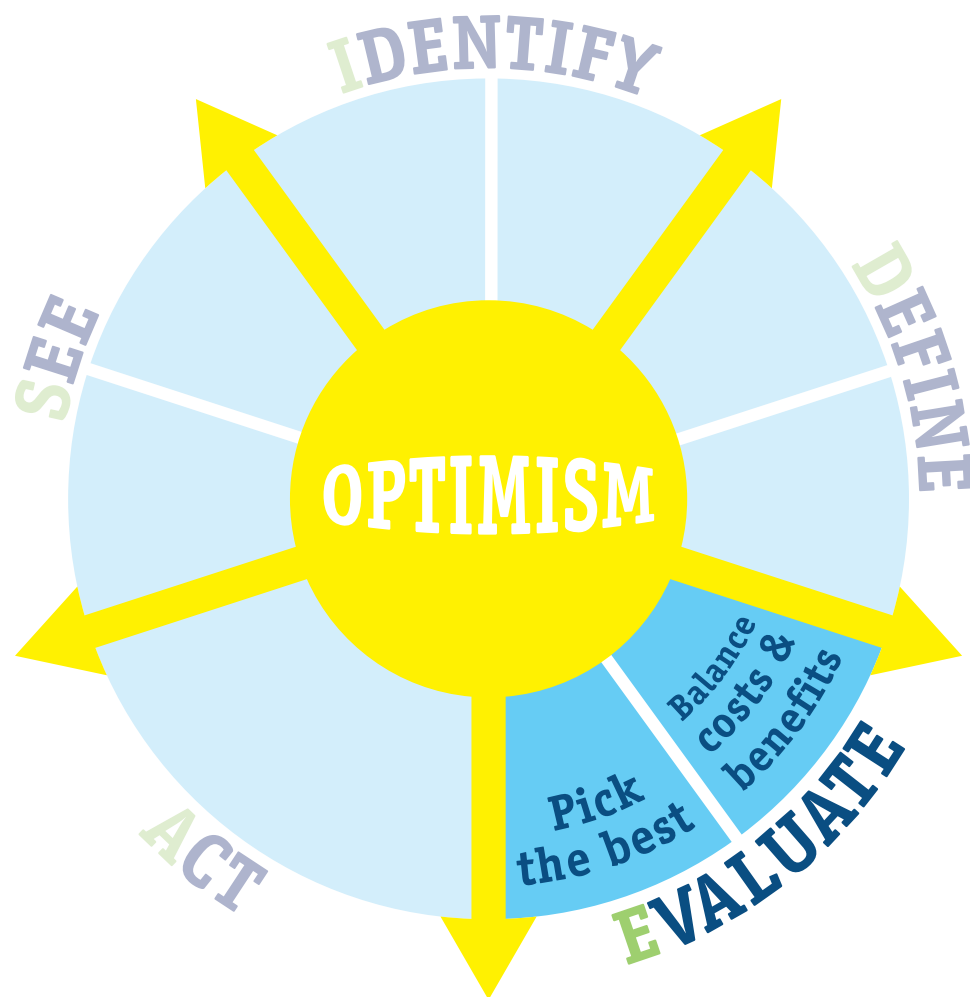 IDENTIFY
DEFINE
SEE
OPTIMISM
Balance
costs &
benefits
Pick
the best
EVALUATE
ACT